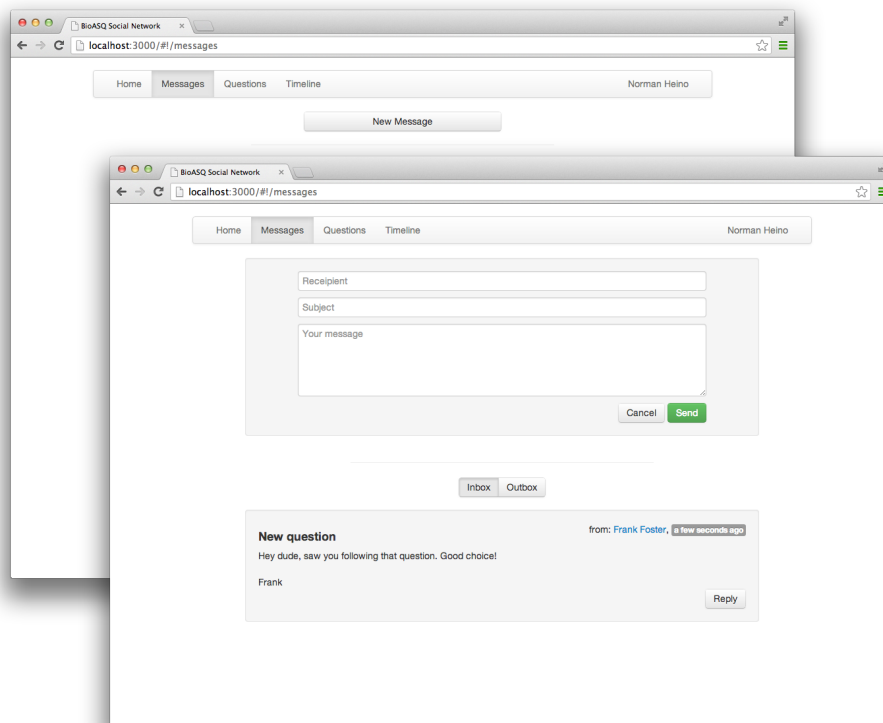 BioASQ Social Network
localhost:3000/#!/messages
Home Messages Questions Timeline Norman Heino
New Message
BioASQ Social Network
localhost:3000/#!/messages
Home Messages Questions Timeline Norman Heino
Receipient
Subject
Your message
Cancel Send
Inbox Outbox
New question from: Frank Foster, a few seconds ago
Hey dude, saw you following that question. Good choice!
Frank
Reply